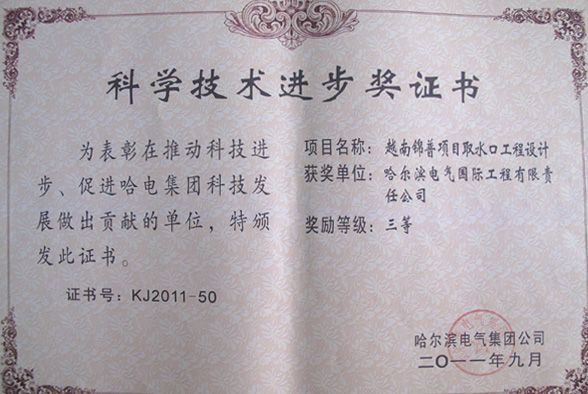 科学技术进步奖证书
为表彰在推动科技进
步、促进哈电集团科技发
展做出贡献的单位，特颁
发此证书。
证书号：KJ2011-50
项目名称：越南锦普项目取水口工程设计
获奖单位：哈尔滨电气国际工程有限责
任公司
奖励等级：三等
哈尔滨电气集团公司
二〇一一年九月